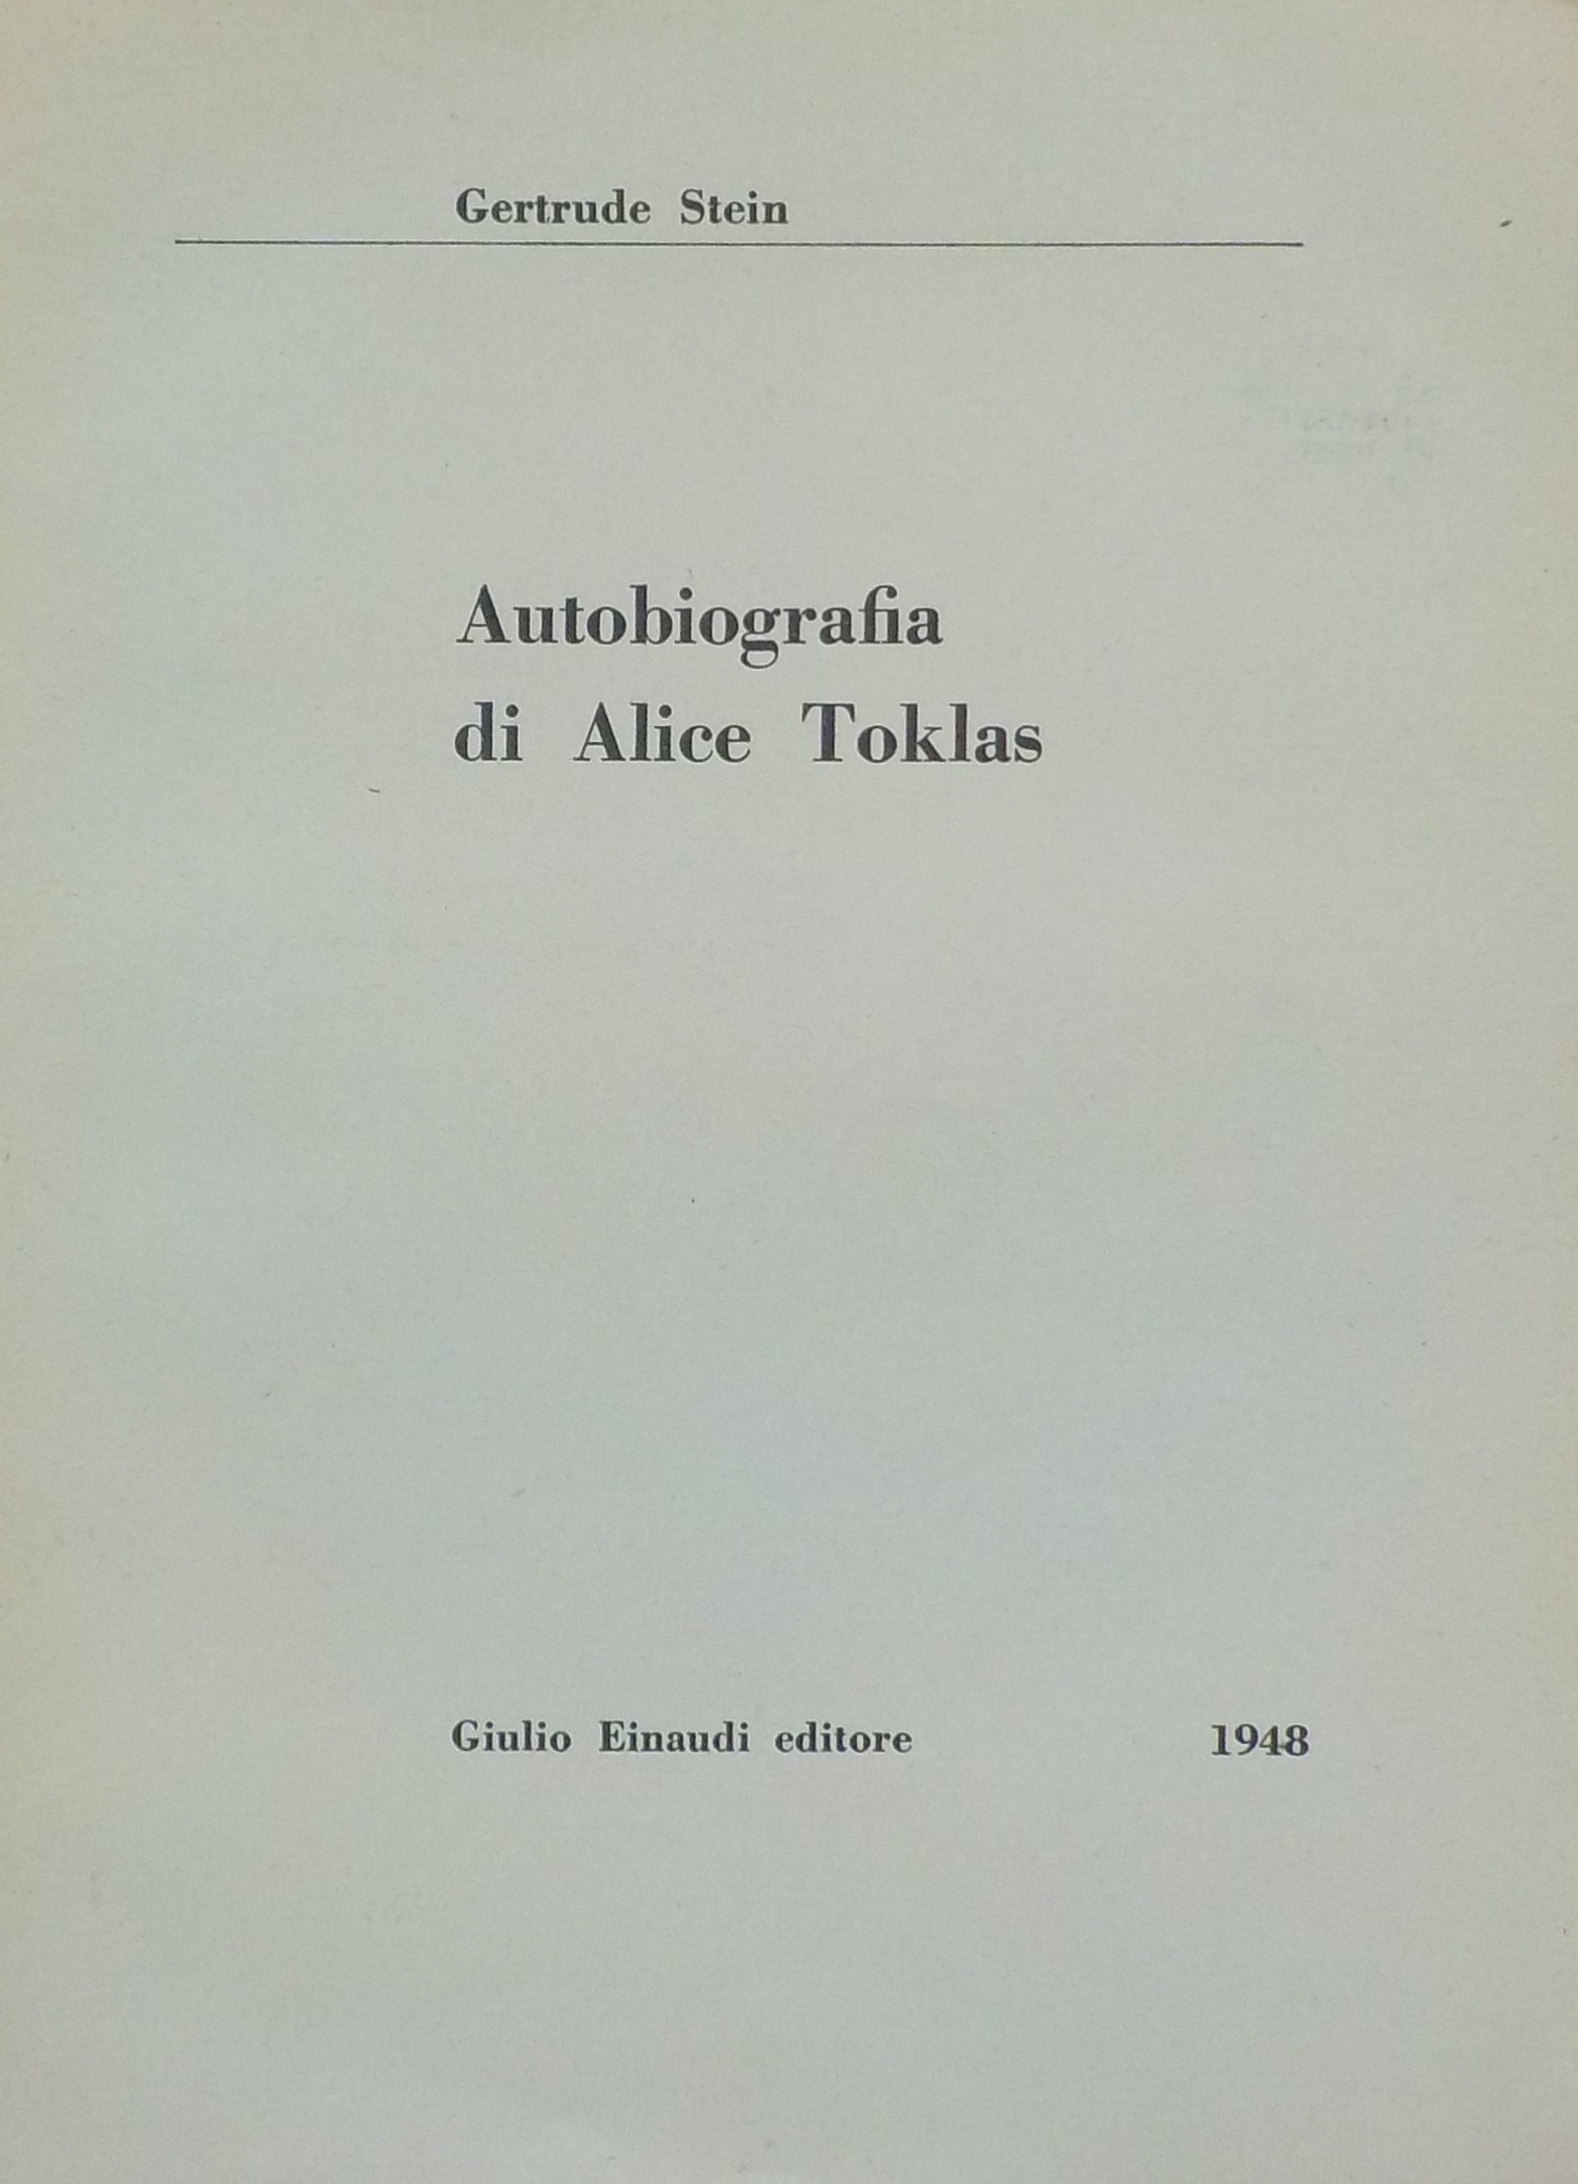 Gertrude Stein
Autobiografia
di Alice Toklas
Giulio Einaudi editore 1948